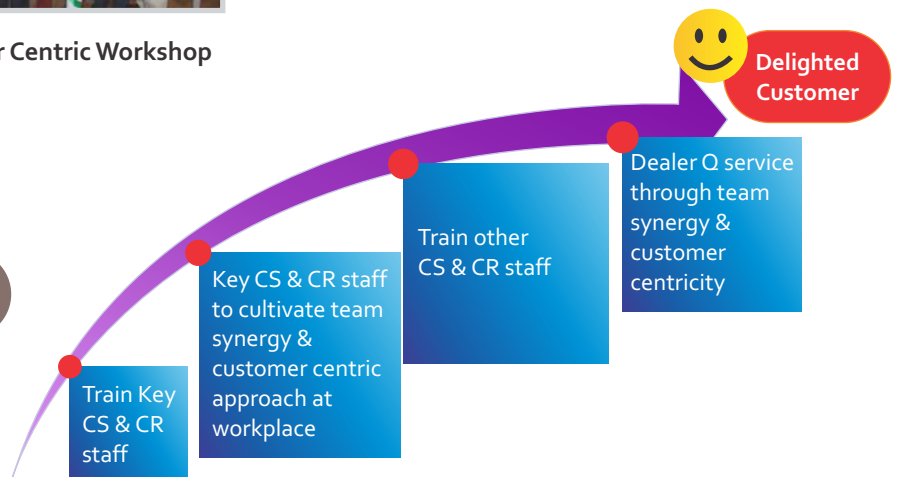 r Centric Workshop
Delighted
Customer
Dealer Q service
through team
synergy &
customer
centricity
Train other
CS & CR staff
Key CS & CR staff
to cultivate team
synergy &
customer centric
approach at
workplace
Train Key
CS & CR
staff